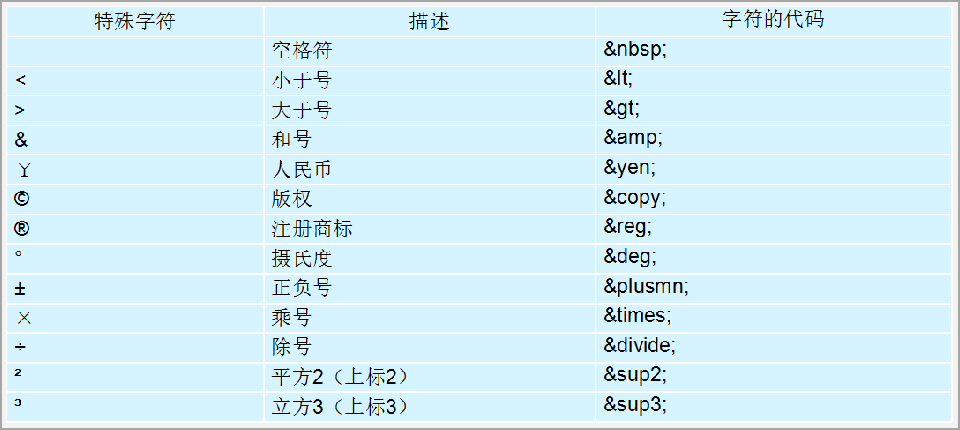 特殊字符 描述 字符的代码
空格符 &nbsp;
< 小于号 &lt;
> 大于号 &gt;
& 和号 &amp;
￥ 人民币 &yen;
© 版权 &copy;
® 注册商标 &reg;
° 摄氏度 &deg;
± 正负号 &plusmn;
× 乘号 &times;
÷ 除号 &divide;
² 平方2（上标2） &sup2;
³ 立方3（上标3） &sup3;